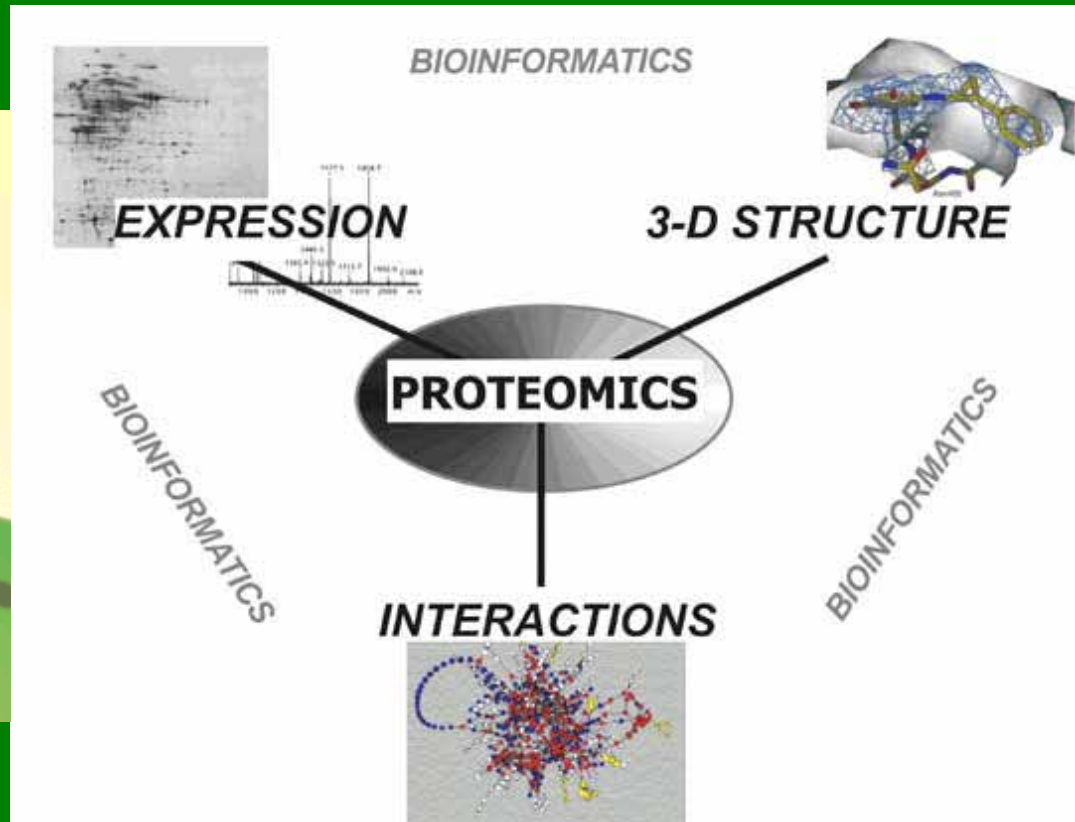 BIOINFORMATICS
EXPRESSION
3-D STRUCTURE
PROTEOMICS
BIOINFORMATICS
BIOINFORMATICS
INTERACTIONS